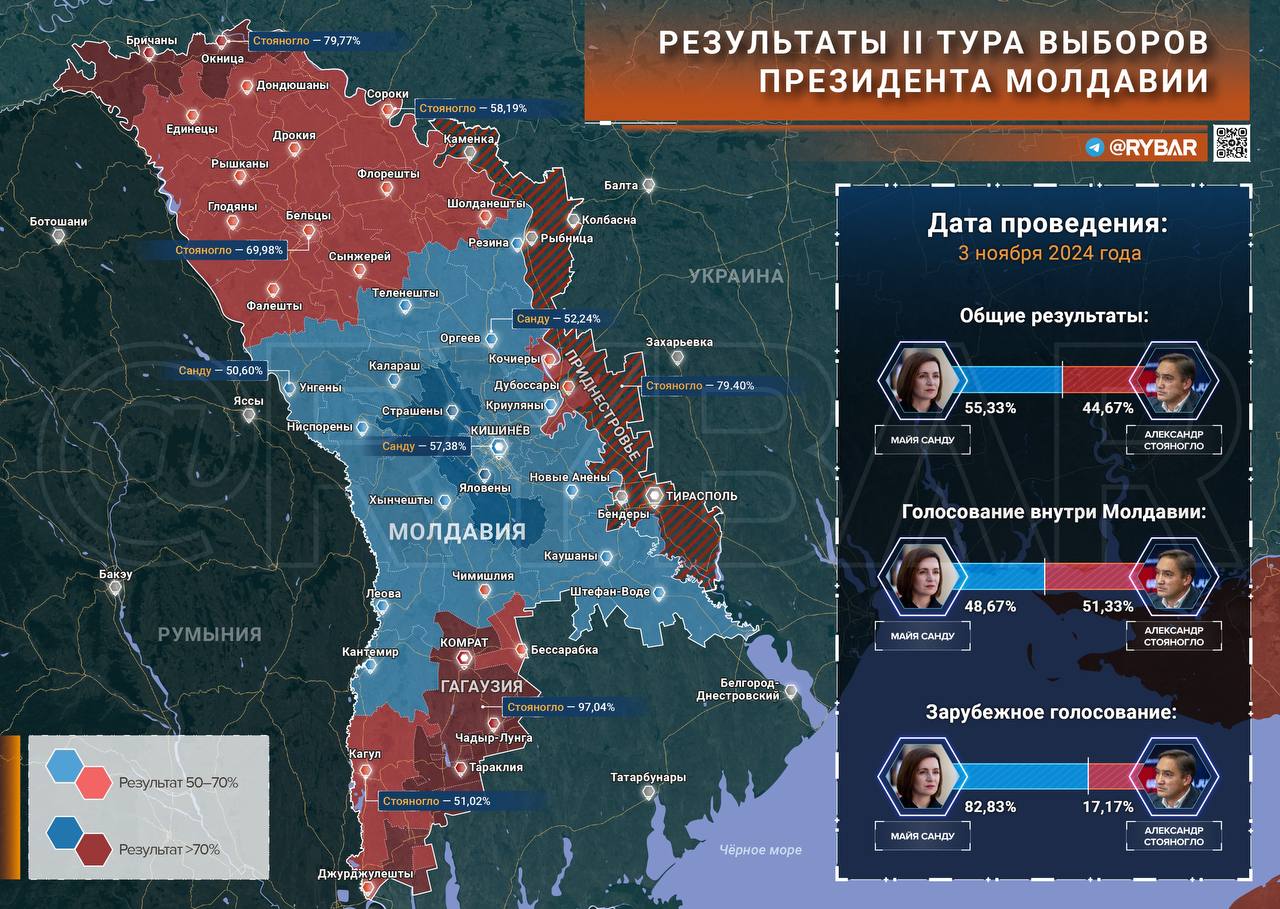 РЕЗУЛЬТАТЫ II ТУРА ВЫБОРОВ
ПРЕЗИДЕНТА МОЛДАВИИ
@RYBAR
Дата проведения:
3 ноября 2024 года
Общие результаты:
55,33%
44,67%
МАЙЯ САНДУ
АЛЕКСАНДР
СТОЯНОГЛО
Голосование внутри Молдавии:
48,67%
51,33%
МАЙЯ САНДУ
АЛЕКСАНДР
СТОЯНОГЛО
Зарубежное голосование:
82,83%
17,17%
МАЙЯ САНДУ
АЛЕКСАНДР
СТОЯНОГЛО
Бричаны
Стояногло — 79,77%
Окница
Дондюшаны
Сороки
Стояногло — 58,19%
Единецы
Дрокия
Каменка
Рышканы
Флорешты
Балта
Глодяны
Бельцы
Шолданешты
Колбасна
Ботошани
Резина
Рыбница
Стояногло — 69,98%
Сынжерей
УКРАИНА
Фалешты
Теленешты
Санду — 52,24%
Оргеев
Захарьевка
Кочиеры
ПРИДНЕСТРОВЬЕ
Санду — 50,60%
Калараш
Унгены
Дубоссары
Стояногло — 79.40%
Яссы
Страшены
Криуляны
Ниспорены
КИШИНЁВ
Санду — 57,38%
Новые Анены
Яловены
Хынчешты
ТИРАСПОЛЬ
Бендеры
МОЛДАВИЯ
Каушаны
Бакэу
Чимишлия
Леова
Штефан-Воде
РУМЫНИЯ
КОМРАТ
Кантемир
Бессарабка
ГАГАУЗИЯ
Белгород-
Днестровский
Стояногло — 97,04%
Чадыр-Лунга
Кагул
Тараклия
Татарбунары
Стояногло — 51,02%
Чёрное море
Джурджулешты
Результат 50–70%
Результат >70%
@RYBAR